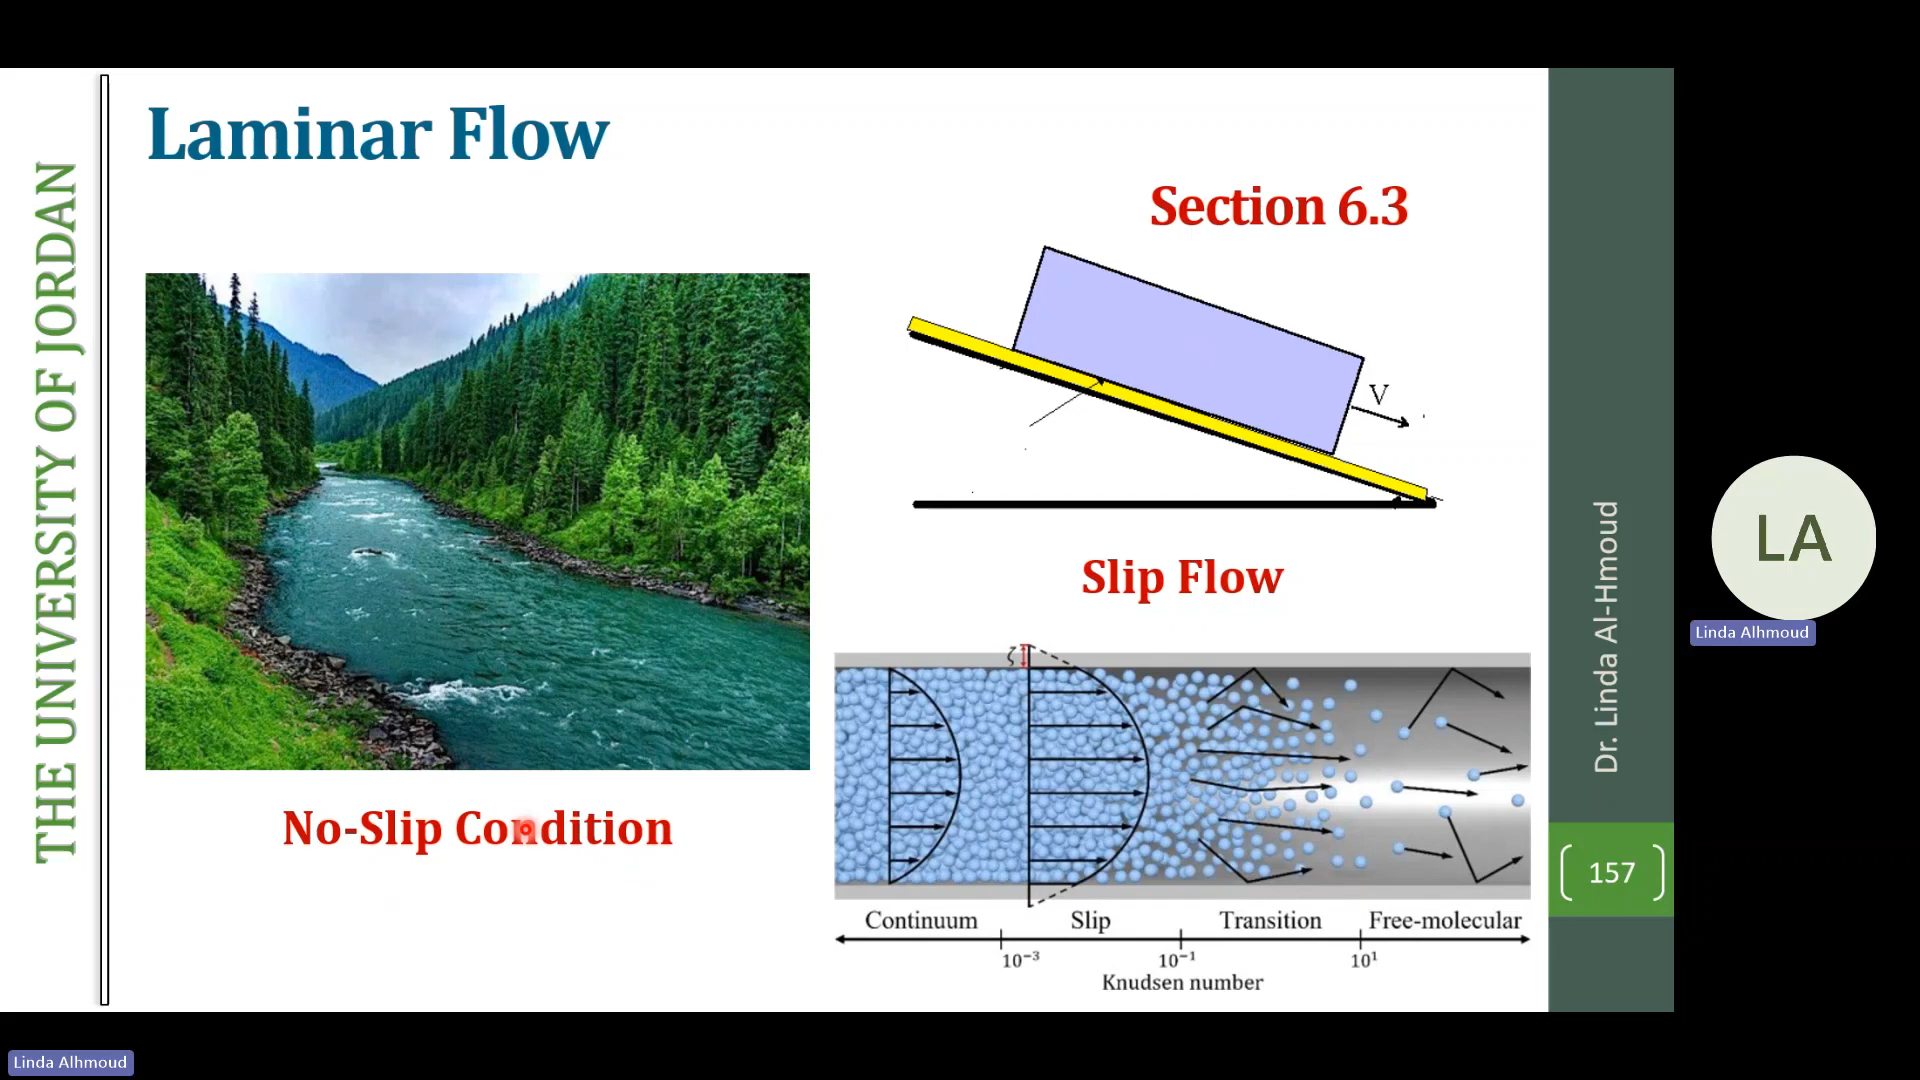 THE UNIVERSITY OF JORDAN
Laminar Flow
Section 6.3
V
Slip Flow
No-Slip Condition
ζ
Continuum Slip Transition Free-molecular
10⁻³ 10⁻¹ 10¹
Knudsen number
Dr. Linda Al-Hmoud
157
LA
Linda Alhmoud
Linda Alhmoud